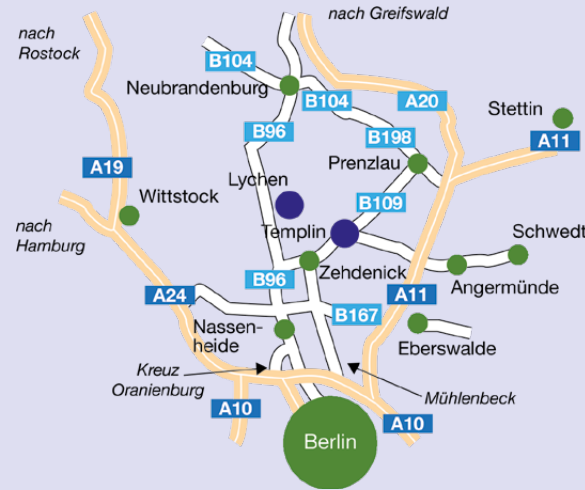 nach Greifswald
nach
Rostock
B104
Neubrandenburg
B104
A20
Stettin
B96
B198
A11
Prenzlau
A19
Lychen
Wittstock
B109
Templin
nach
Hamburg
Schwedt
Zehdenick
B96
Angermünde
A24
A11
B167
Nassen-
heide
Eberswalde
Kreuz
Oranienburg
Mühlenbeck
A10
A10
Berlin